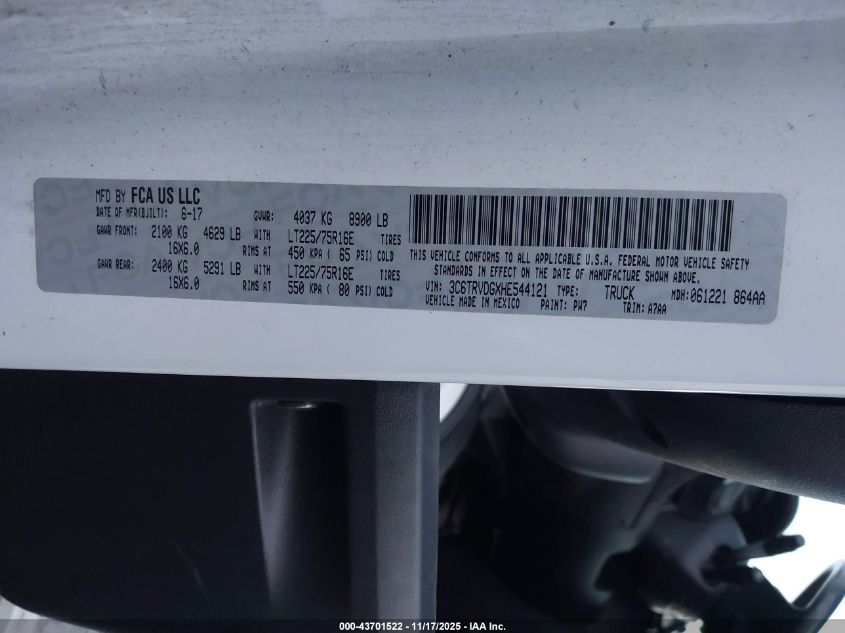 MFD BY FCA US LLC
DATE OF MFR(BUILT): 6-17 GVWR: 4037 KG 8900 LB
GAWR FRONT: 2100 KG 4629 LB WITH LT225/75R16E TIRES
16X6.0 RIMS AT 450 KPA ( 65 PSI) COLD
GAWR REAR: 2400 KG 5291 LB WITH LT225/75R16E TIRES
16X6.0 RIMS AT 550 KPA ( 80 PSI) COLD
THIS VEHICLE CONFORMS TO ALL APPLICABLE U.S.A. FEDERAL MOTOR VEHICLE SAFETY
STANDARDS IN EFFECT ON THE DATE OF MANUFACTURE SHOWN ABOVE.
VIN: 3C6TRVDGXHE544121 TYPE: TRUCK MDH: 061221 864AA
VEHICLE MADE IN MEXICO PAINT: PW7 TRIM: A7AA
000-43701522 - 11/17/2025 - IAA Inc.